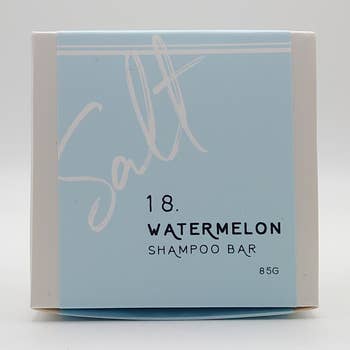 Salt
18.
WATERMELON
SHAMPOO BAR
85G